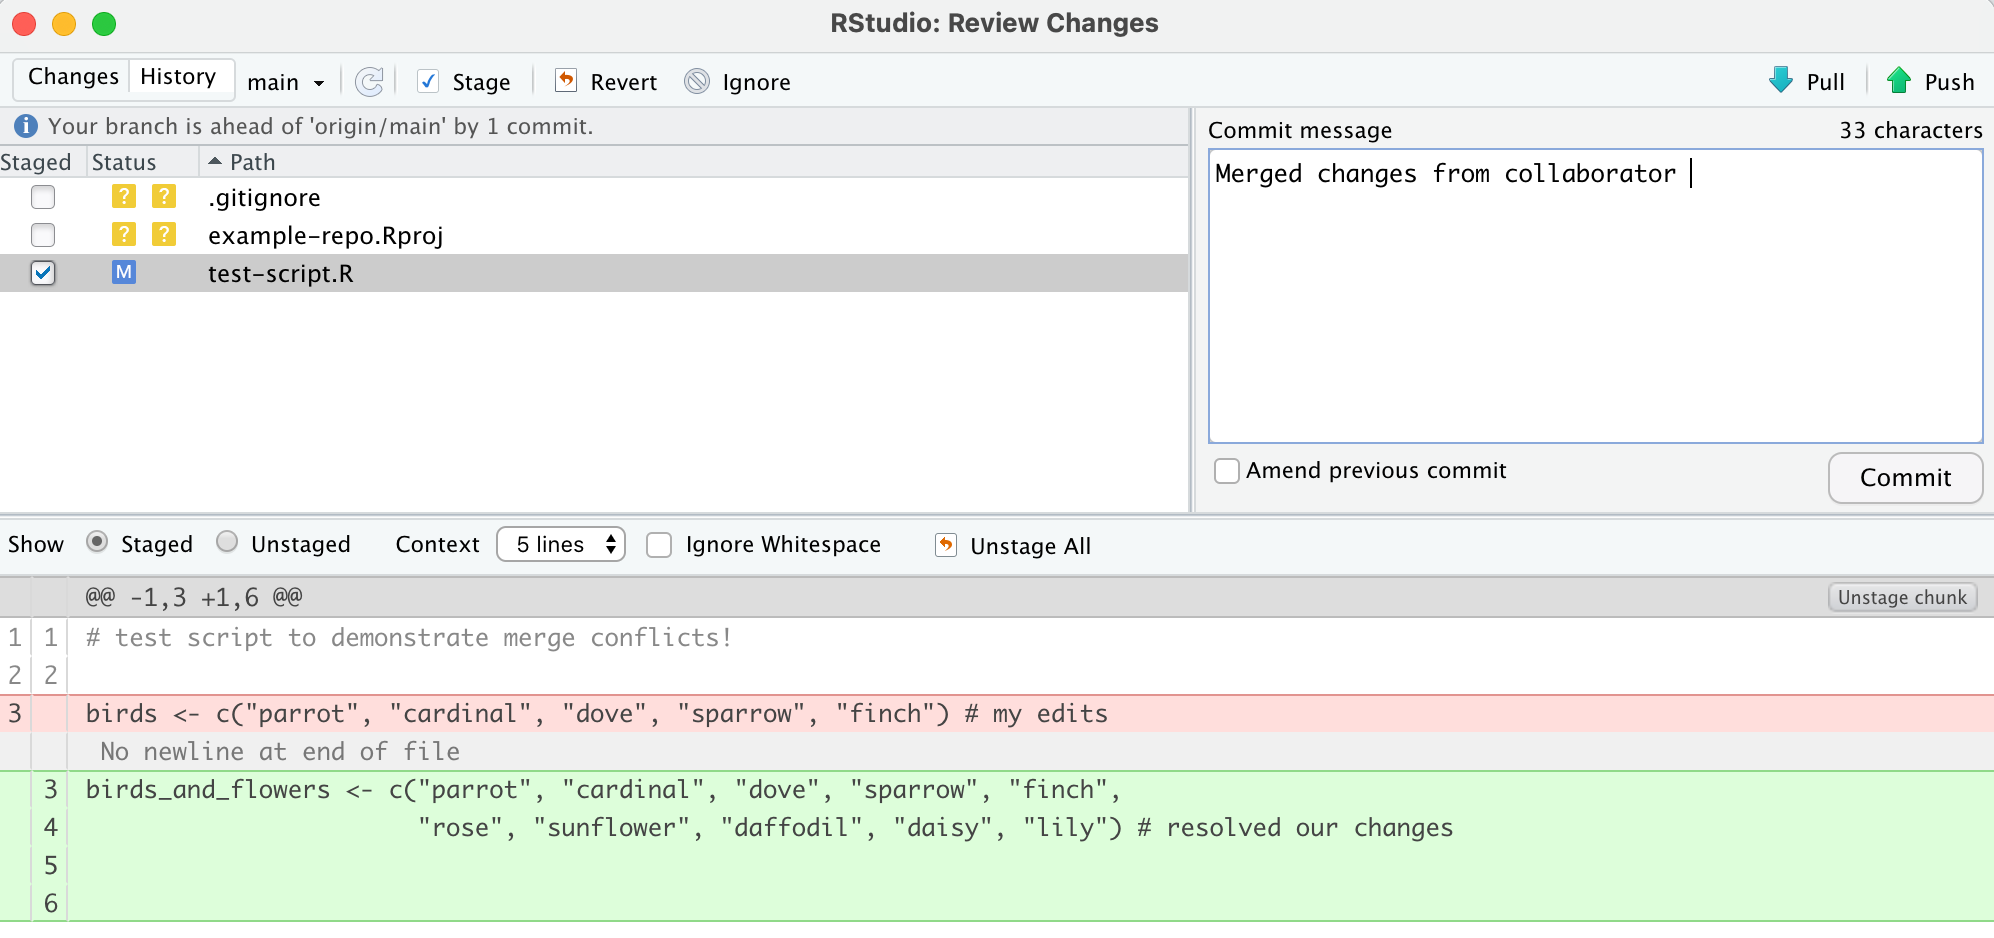 RStudio: Review Changes
Changes History main Stage Revert Ignore Pull Push
Your branch is ahead of 'origin/main' by 1 commit.
Staged Status Path
? ? .gitignore
? ? example-repo.Rproj
M test-script.R
Commit message 33 characters
Merged changes from collaborator
Amend previous commit Commit
Show Staged Unstaged Context 5 lines Ignore Whitespace Unstage All
@@ -1,3 +1,6 @@ Unstage chunk
1 1 # test script to demonstrate merge conflicts!
2 2
3 birds <- c("parrot", "cardinal", "dove", "sparrow", "finch") # my edits
No newline at end of file
3 birds_and_flowers <- c("parrot", "cardinal", "dove", "sparrow", "finch",
4 "rose", "sunflower", "daffodil", "daisy", "lily") # resolved our changes
5
6